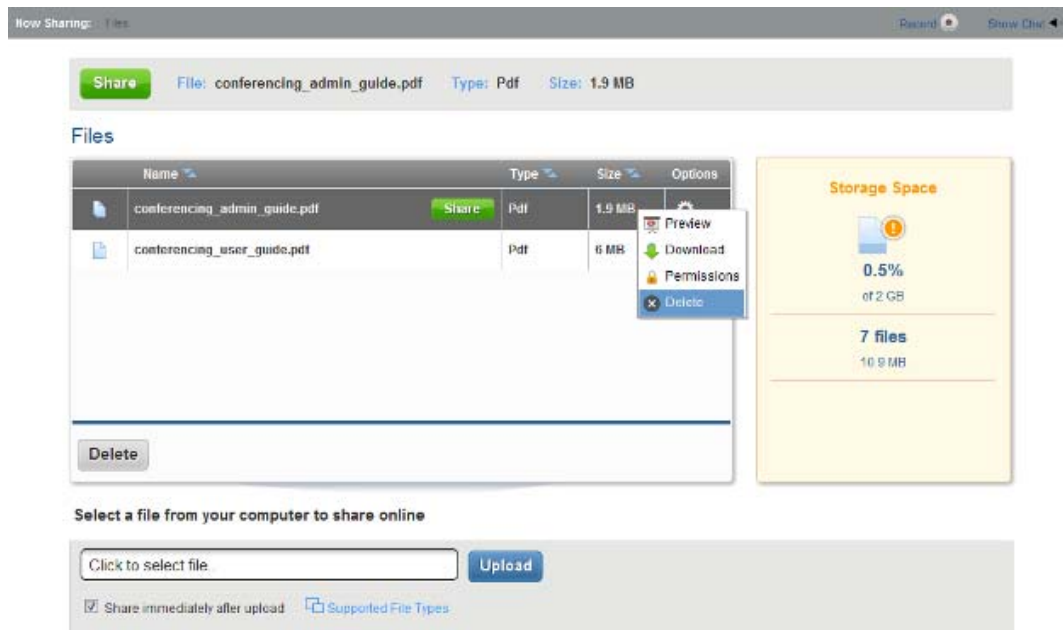 Now Sharing: Files Record Show Chat
Share File: conferencing_admin_guide.pdf Type: Pdf Size: 1.9 MB
Files
Name Type Size Options
conferencing_admin_guide.pdf Share Pdf 1.9 MB
conferencing_user_guide.pdf Pdf 6 MB
Preview
Download
Permissions
Delete
Storage Space
0.5%
of 2 GB
7 files
10.9 MB
Delete
Select a file from your computer to share online
Click to select file. Upload
Share immediately after upload Supported File Types